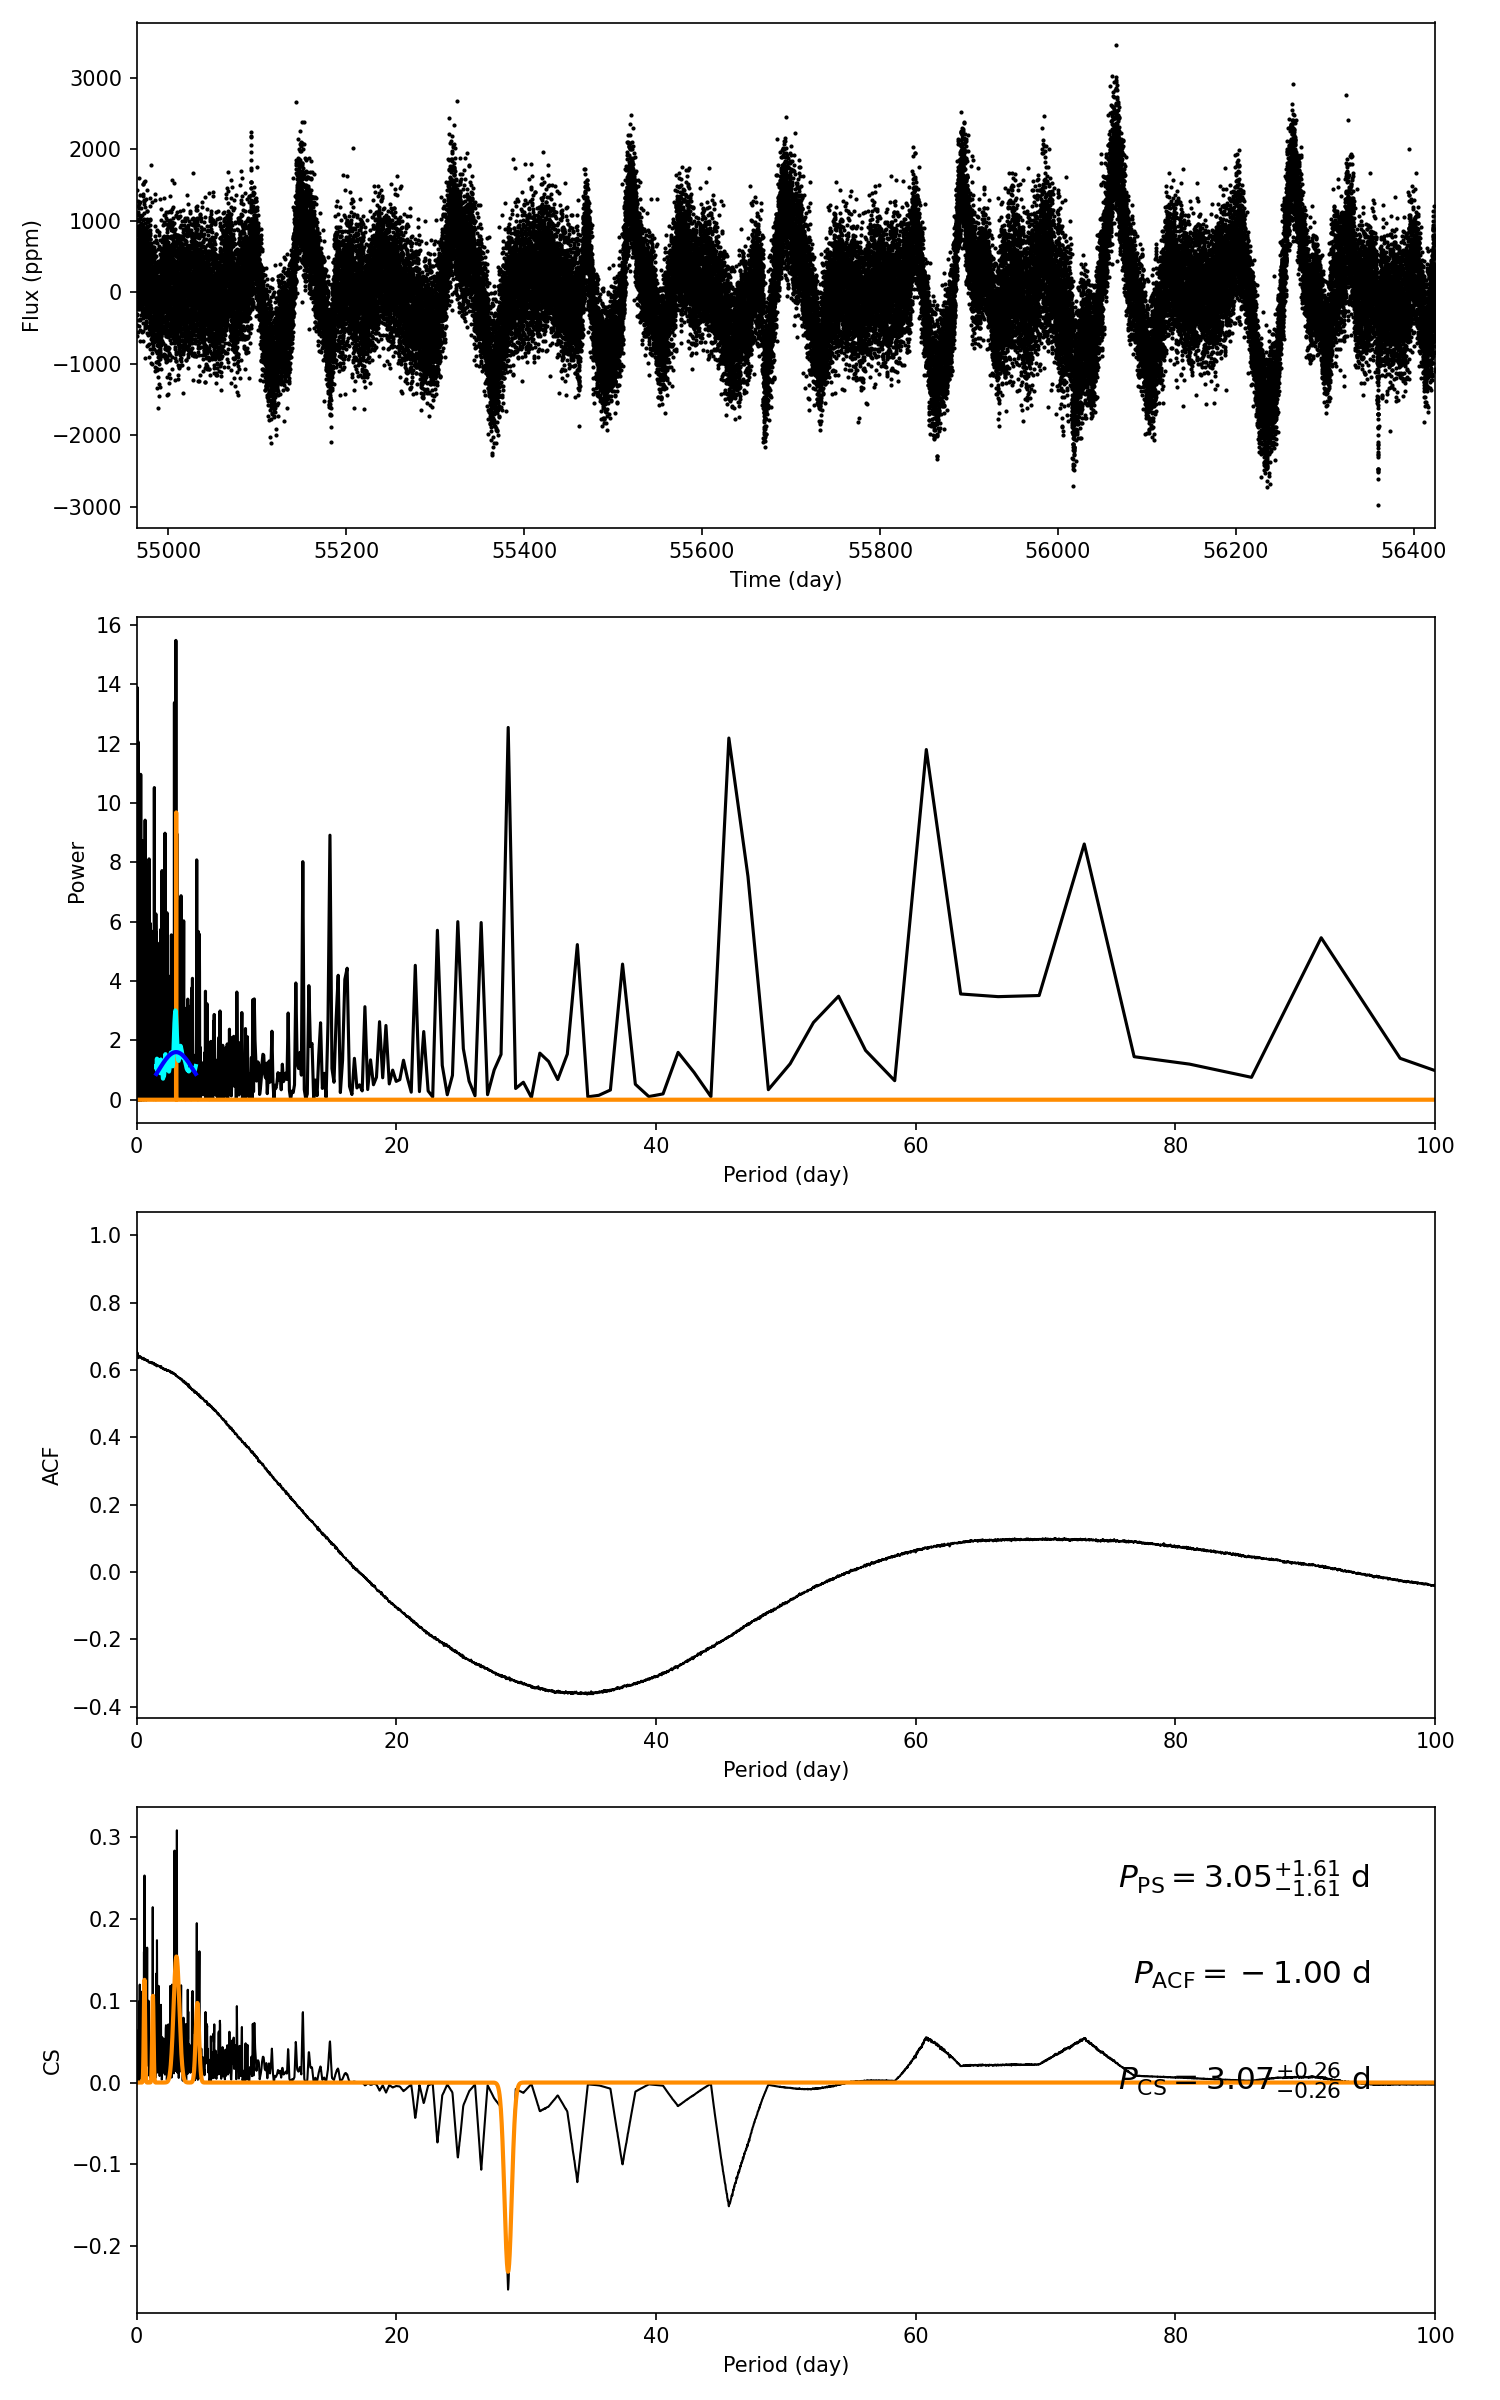 3000
2000
1000
0
−1000
−2000
−3000
Flux (ppm)
55000 55200 55400 55600 55800 56000 56200 56400
Time (day)
16
14
12
10
8
6
4
2
0
Power
0 20 40 60 80 100
Period (day)
1.0
0.8
0.6
0.4
0.2
0.0
−0.2
−0.4
ACF
0 20 40 60 80 100
Period (day)
0.3
0.2
0.1
0.0
−0.1
−0.2
CS
P_PS = 3.05^{+1.61}_{−1.61} d
P_ACF = −1.00 d
P_CS = 3.07^{+0.26}_{−0.26} d
0 20 40 60 80 100
Period (day)